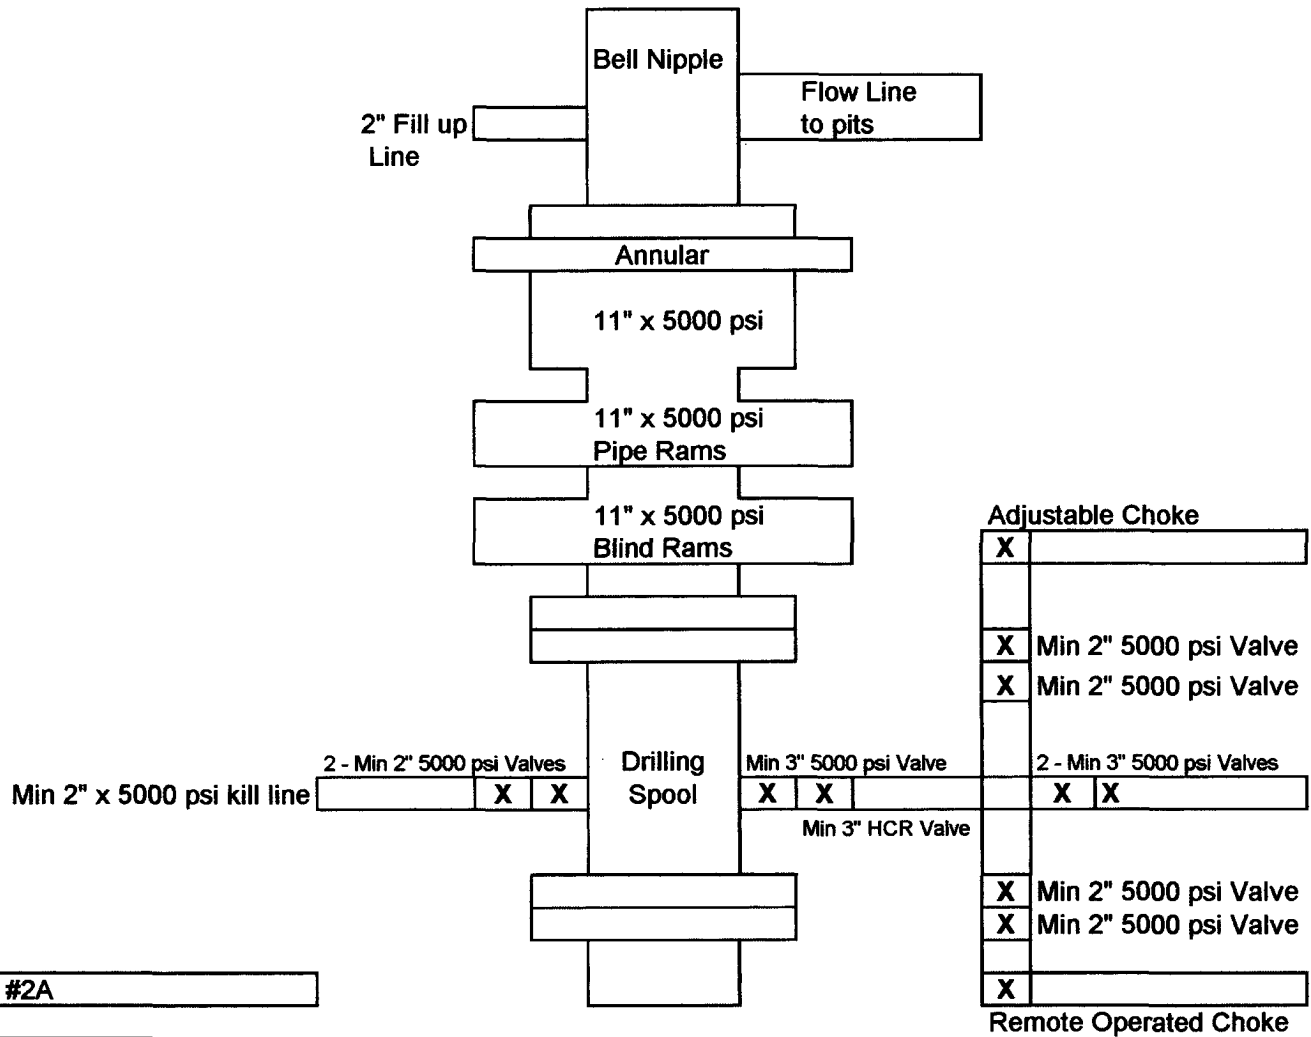 Bell Nipple
Flow Line
to pits
2" Fill up
Line
Annular
11" x 5000 psi
11" x 5000 psi
Pipe Rams
11" x 5000 psi
Blind Rams
Adjustable Choke
X
X Min 2" 5000 psi Valve
X Min 2" 5000 psi Valve
2 - Min 2" 5000 psi Valves
Drilling
Spool
Min 3" 5000 psi Valve
2 - Min 3" 5000 psi Valves
Min 2" x 5000 psi kill line
X X
X X
X X
Min 3" HCR Valve
X Min 2" 5000 psi Valve
X Min 2" 5000 psi Valve
#2A
X
Remote Operated Choke